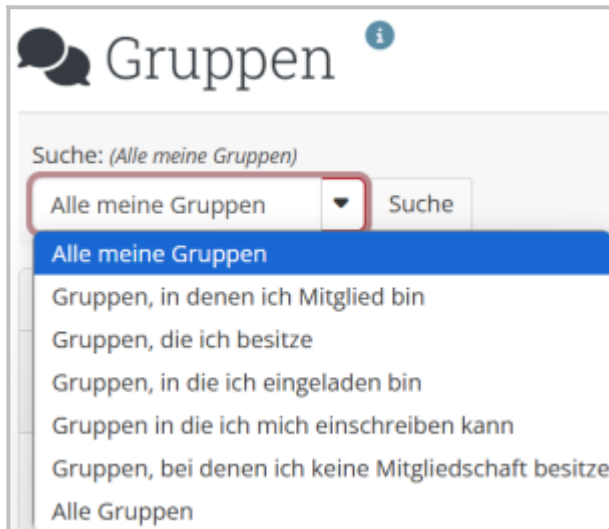 Gruppen
Suche: (Alle meine Gruppen)
Alle meine Gruppen Suche
Alle meine Gruppen
Gruppen, in denen ich Mitglied bin
Gruppen, die ich besitze
Gruppen, in die ich eingeladen bin
Gruppen in die ich mich einschreiben kann
Gruppen, bei denen ich keine Mitgliedschaft besitze
Alle Gruppen